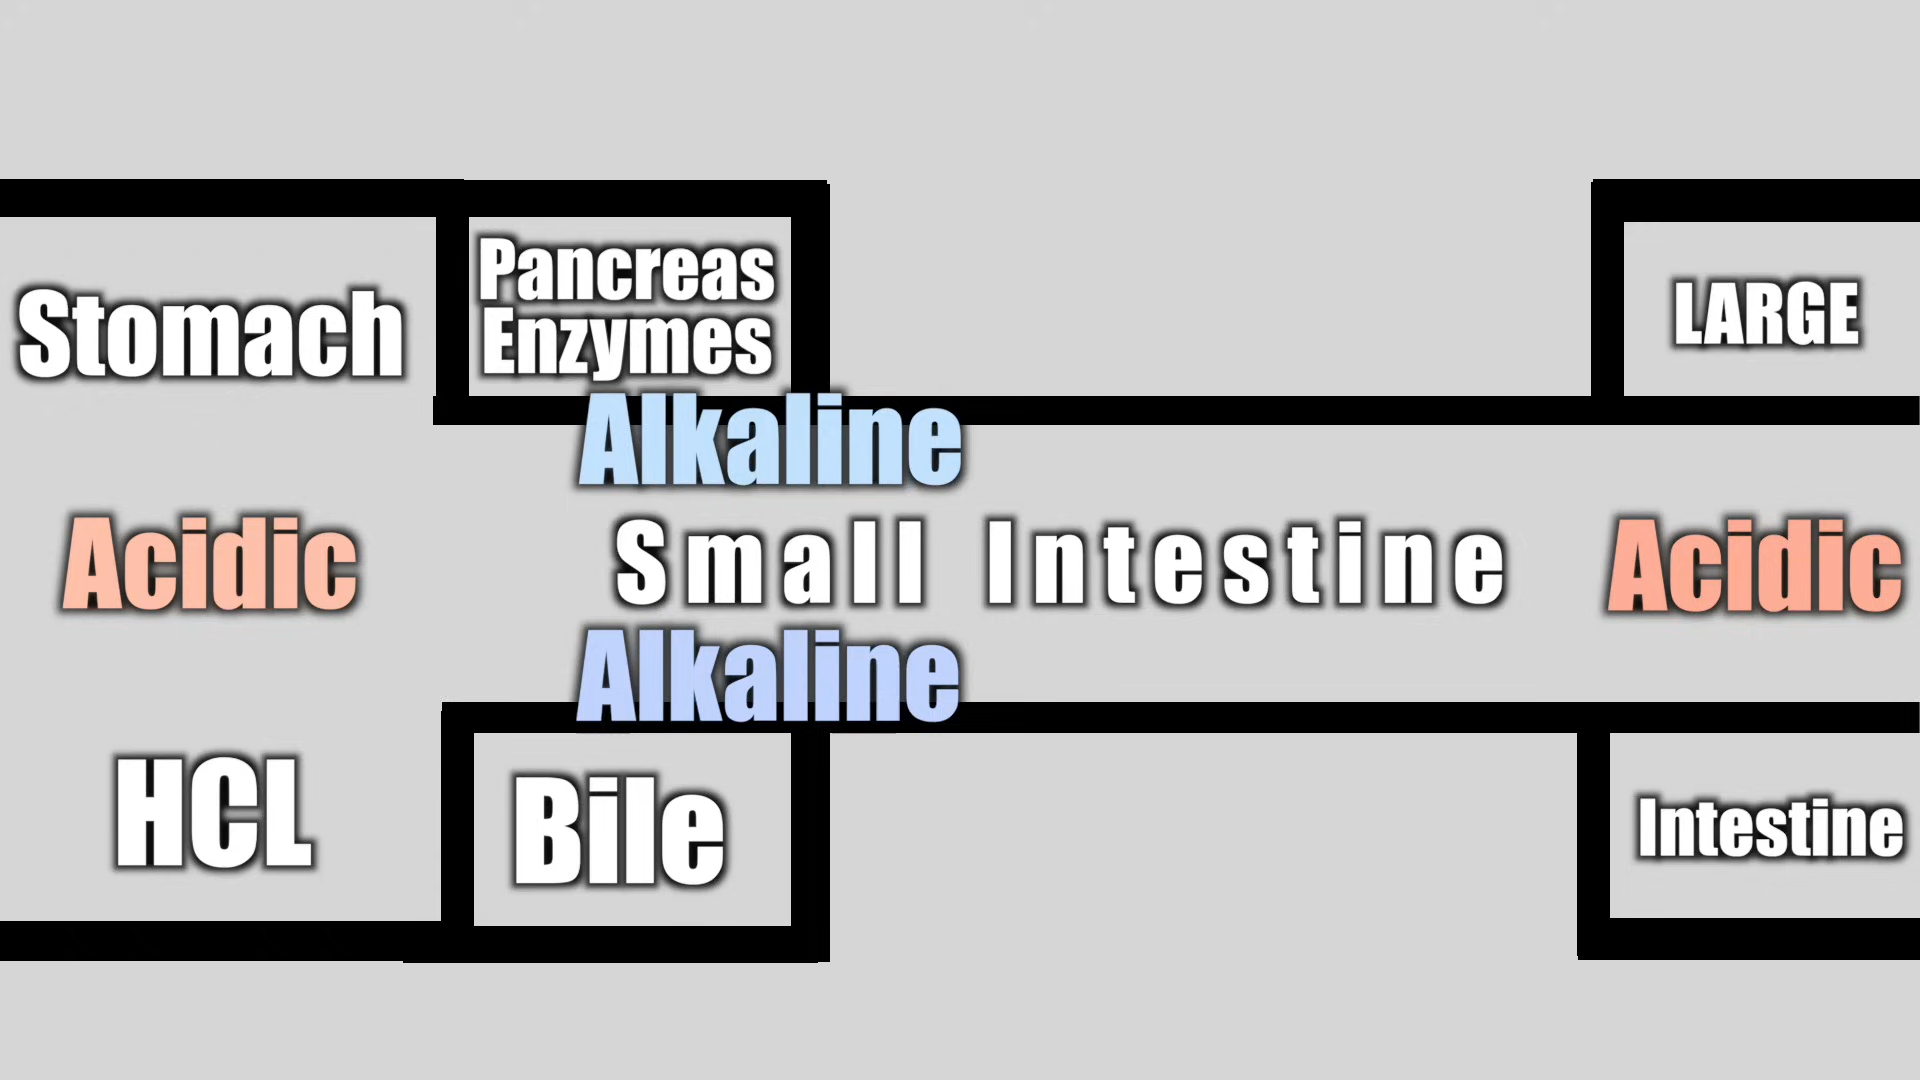 Stomach
Acidic
HCL
Pancreas
Enzymes
Alkaline
Small Intestine
Alkaline
Bile
LARGE
Acidic
Intestine